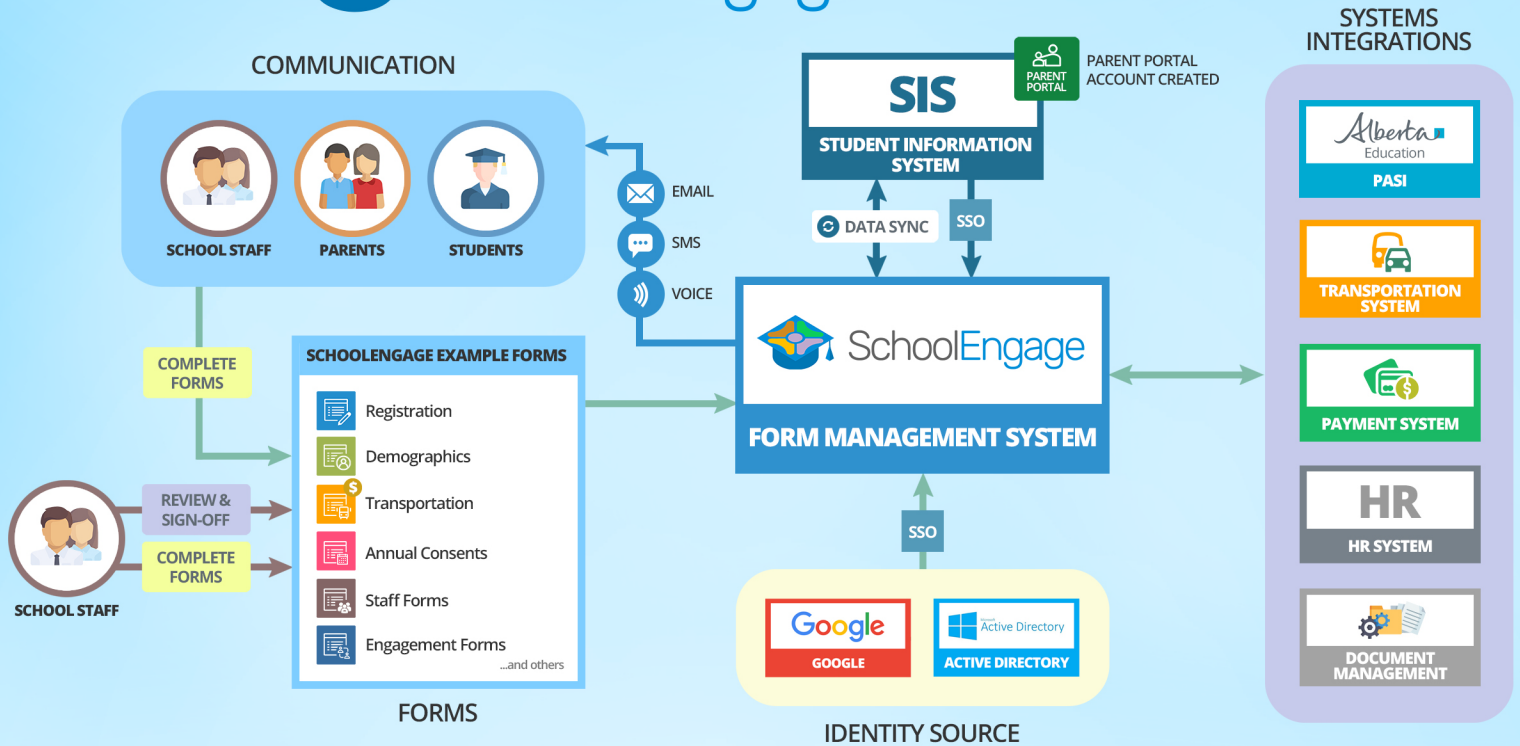 COMMUNICATION
SCHOOL STAFF
PARENTS
STUDENTS
EMAIL
SMS
VOICE
SIS
STUDENT INFORMATION
SYSTEM
PARENT
PORTAL
PARENT PORTAL
ACCOUNT CREATED
DATA SYNC
SSO
SchoolEngage
FORM MANAGEMENT SYSTEM
COMPLETE
FORMS
SCHOOLENGAGE EXAMPLE FORMS
Registration
Demographics
$
Transportation
Annual Consents
Staff Forms
Engagement Forms
...and others
FORMS
REVIEW &
SIGN-OFF
COMPLETE
FORMS
SCHOOL STAFF
SSO
Google
GOOGLE
Active Directory
ACTIVE DIRECTORY
IDENTITY SOURCE
SYSTEMS
INTEGRATIONS
Alberta
Education
PASI
TRANSPORTATION
SYSTEM
$
PAYMENT SYSTEM
HR
HR SYSTEM
DOCUMENT
MANAGEMENT